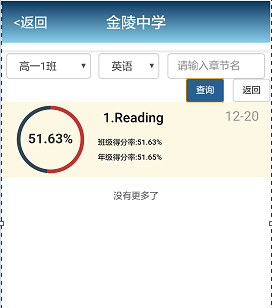 <返回 金陵中学
高一1班 英语 请输入章节名
查询 返回
1.Reading 12-20
51.63%
班级得分率:51.63%
年级得分率:51.65%
没有更多了